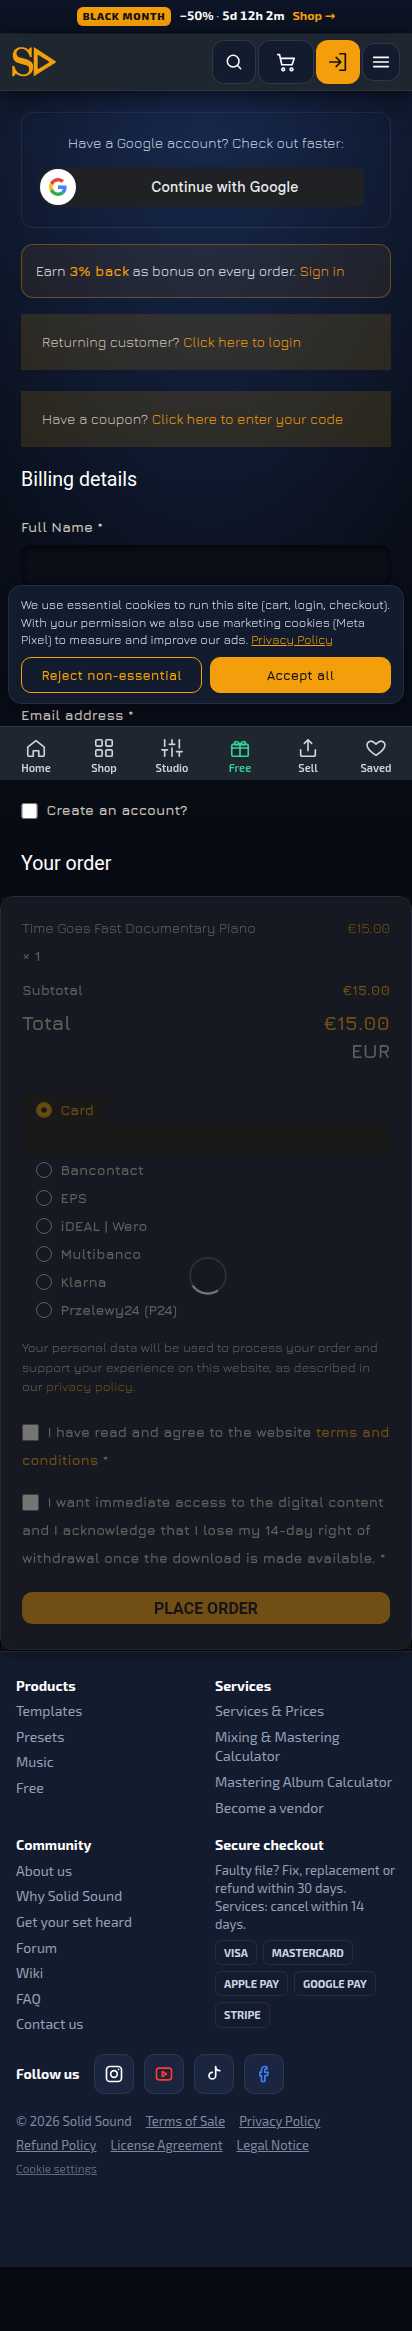 BLACK MONTH −50% · 5d 12h 2m Shop →
SD
Have a Google account? Check out faster:
Continue with Google
Earn 3% back as bonus on every order. Sign in
Returning customer? Click here to login
Have a coupon? Click here to enter your code
Billing details
Full Name *
We use essential cookies to run this site (cart, login, checkout).
With your permission we also use marketing cookies (Meta
Pixel) to measure and improve our ads. Privacy Policy
Reject non-essential
Accept all
Email address *
Home
Shop
Studio
Free
Sell
Saved
Create an account?
Your order
Time Goes Fast Documentary Piano €15.00
× 1
Subtotal €15.00
Total €15.00
EUR
Card
Bancontact
EPS
iDEAL | Wero
Multibanco
Klarna
Przelewy24 (P24)
Your personal data will be used to process your order and
support your experience on this website, as described in
our privacy policy.
I have read and agree to the website terms and
conditions *
I want immediate access to the digital content
and I acknowledge that I lose my 14-day right of
withdrawal once the download is made available. *
PLACE ORDER
Products
Templates
Presets
Music
Free
Services
Services & Prices
Mixing & Mastering
Calculator
Mastering Album Calculator
Become a vendor
Community
About us
Why Solid Sound
Get your set heard
Forum
Wiki
FAQ
Contact us
Secure checkout
Faulty file? Fix, replacement or
refund within 30 days.
Services: cancel within 14
days.
VISA
MASTERCARD
APPLE PAY
GOOGLE PAY
STRIPE
Follow us
© 2026 Solid Sound Terms of Sale Privacy Policy
Refund Policy License Agreement Legal Notice
Cookie settings